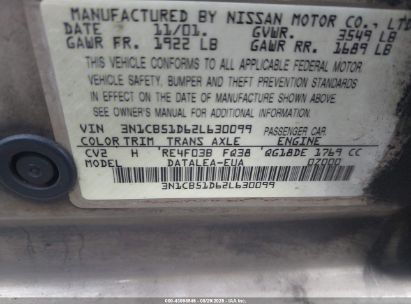 MANUFACTURED BY NISSAN MOTOR CO., LT
DATE 11/01. GVWR. 3549 LB
GAWR FR. 1922 LB GAWR RR. 1689 LB
THIS VEHICLE CONFORMS TO ALL APPLICABLE FEDERAL MOTOR
VEHICLE SAFETY, BUMPER AND THEFT PREVENTION STANDARDS
IN EFFECT ON THE DATE OF MANUFACTURE SHOWN ABOVE.
SEE OWNER'S MANUAL FOR ADDITIONAL INFORMATION
VIN 3N1CB51D62L630099 PASSENGER CAR
COLOR TRIM TRANS AXLE ENGINE
CV2 H RE4F03B FQ38 QG18DE 1769 CC
MODEL DATALEA-EUA DZ000
3N1CB51D62L630099